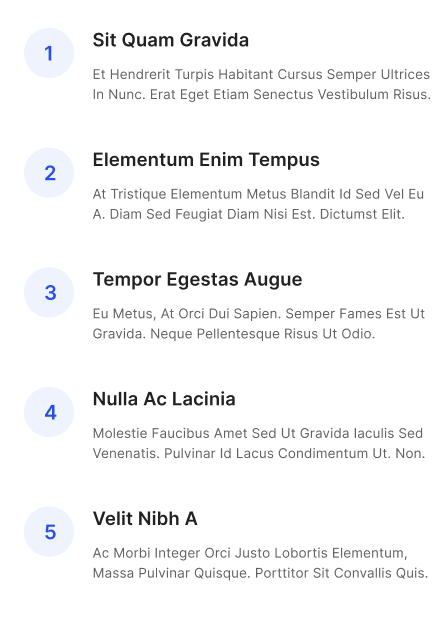 1
Sit Quam Gravida
Et Hendrerit Turpis Habitant Cursus Semper Ultrices
In Nunc. Erat Eget Etiam Senectus Vestibulum Risus.
2
Elementum Enim Tempus
At Tristique Elementum Metus Blandit Id Sed Vel Eu
A. Diam Sed Feugiat Diam Nisi Est. Dictumst Elit.
3
Tempor Egestas Augue
Eu Metus, At Orci Dui Sapien. Semper Fames Est Ut
Gravida. Neque Pellentesque Risus Ut Odio.
4
Nulla Ac Lacinia
Molestie Faucibus Amet Sed Ut Gravida Iaculis Sed
Venenatis. Pulvinar Id Lacus Condimentum Ut. Non.
5
Velit Nibh A
Ac Morbi Integer Orci Justo Lobortis Elementum,
Massa Pulvinar Quisque. Porttitor Sit Convallis Quis.